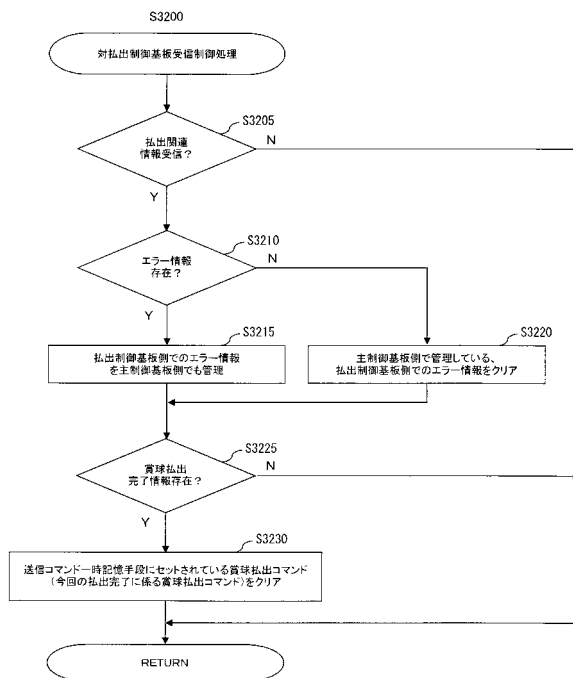 S3200
対払出制御基板受信制御処理
S3205
払出関連
情報受信？
N
Y
S3210
エラー情報
存在？
N
Y
S3215
払出制御基板側でのエラー情報
を主制御基板側でも管理
S3220
主制御基板側で管理している、
払出制御基板側でのエラー情報をクリア
S3225
賞球払出
完了情報存在？
N
Y
S3230
送信コマンド一時記憶手段にセットされている賞球払出コマンド
（今回の払出完了に係る賞球払出コマンド）をクリア
RETURN